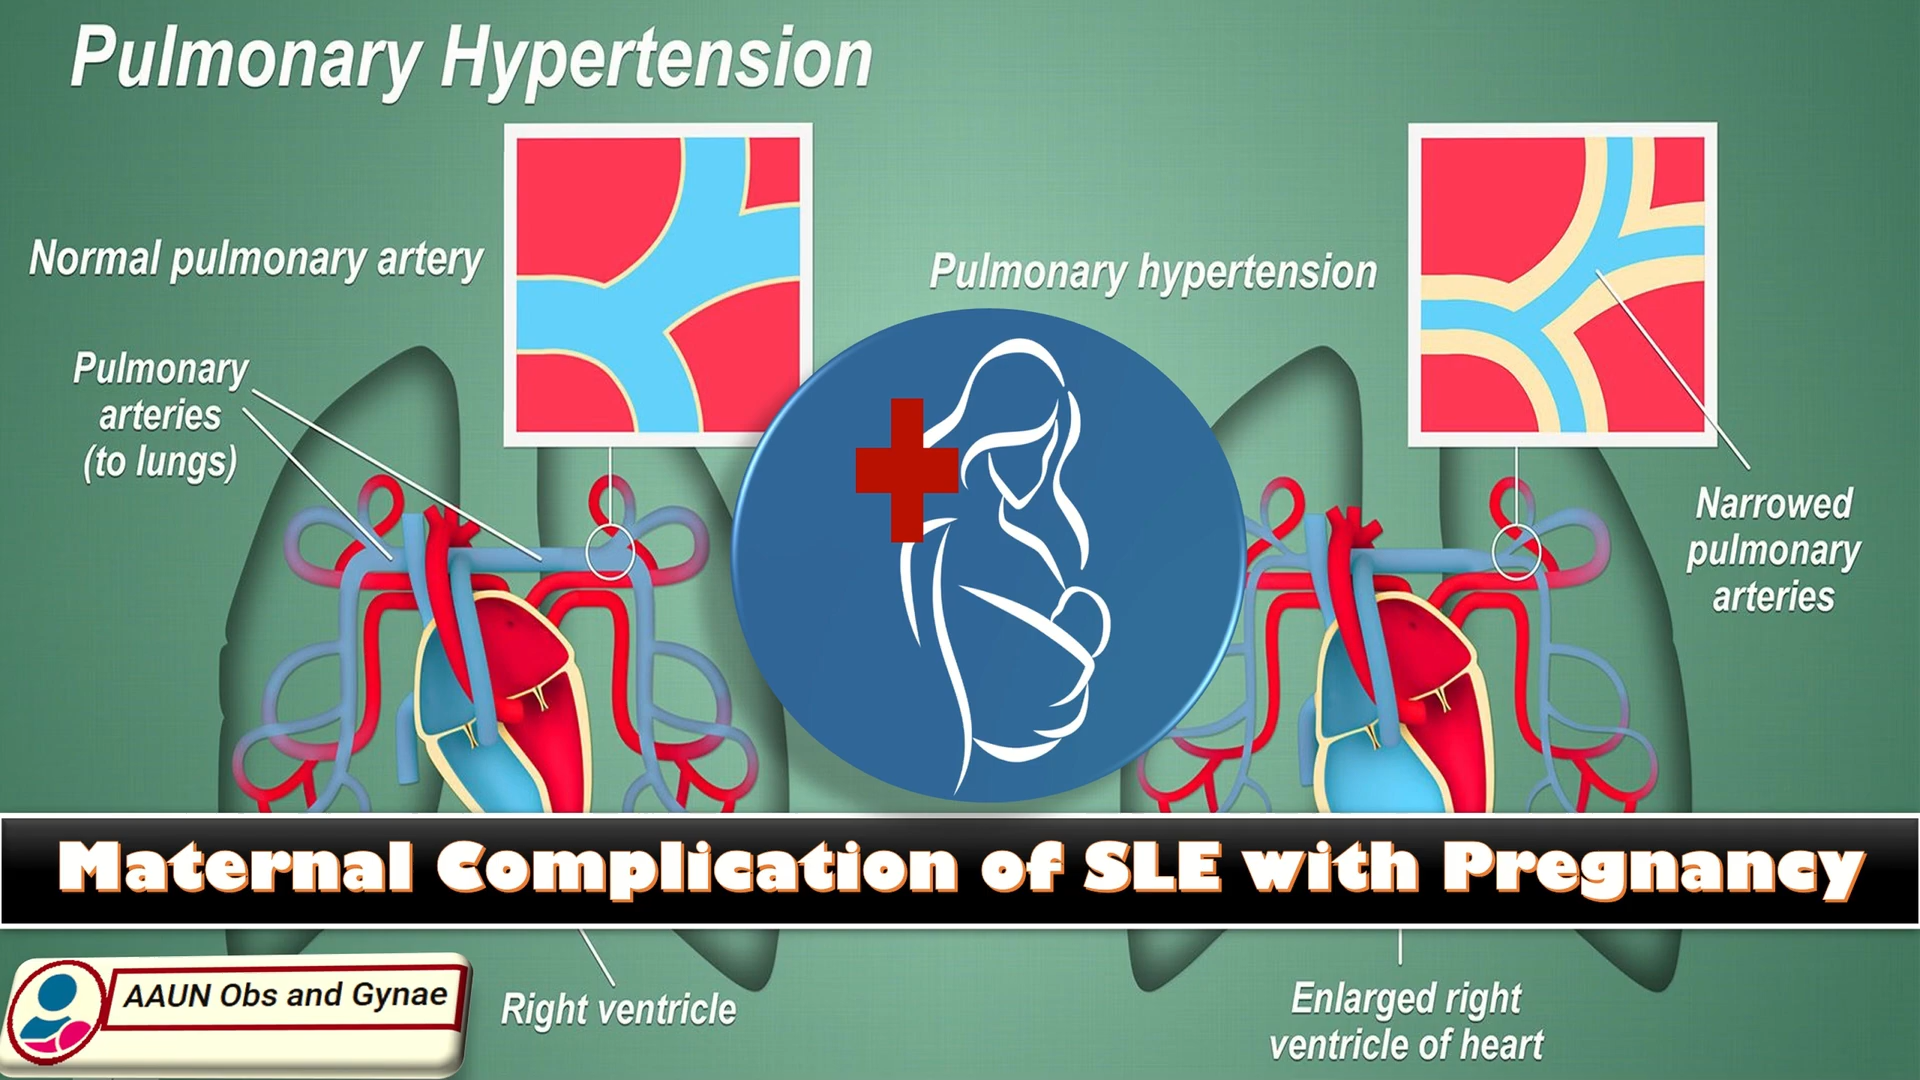 Pulmonary Hypertension
Normal pulmonary artery
Pulmonary hypertension
Pulmonary
arteries
(to lungs)
Narrowed
pulmonary
arteries
Maternal Complication of SLE with Pregnancy
AAUN Obs and Gynae
Right ventricle
Enlarged right
ventricle of heart